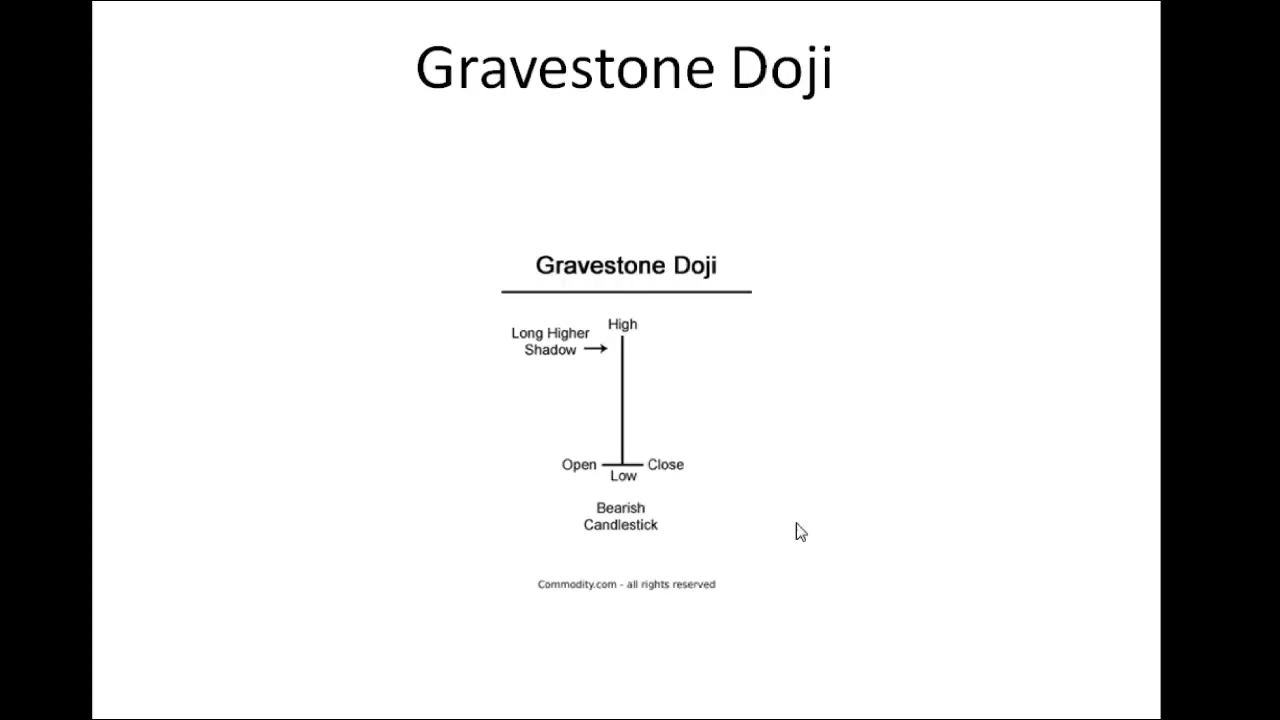 Gravestone Doji
Gravestone Doji
High
Long Higher
Shadow
Open
Close
Low
Bearish
Candlestick
Commodity.com - all rights reserved